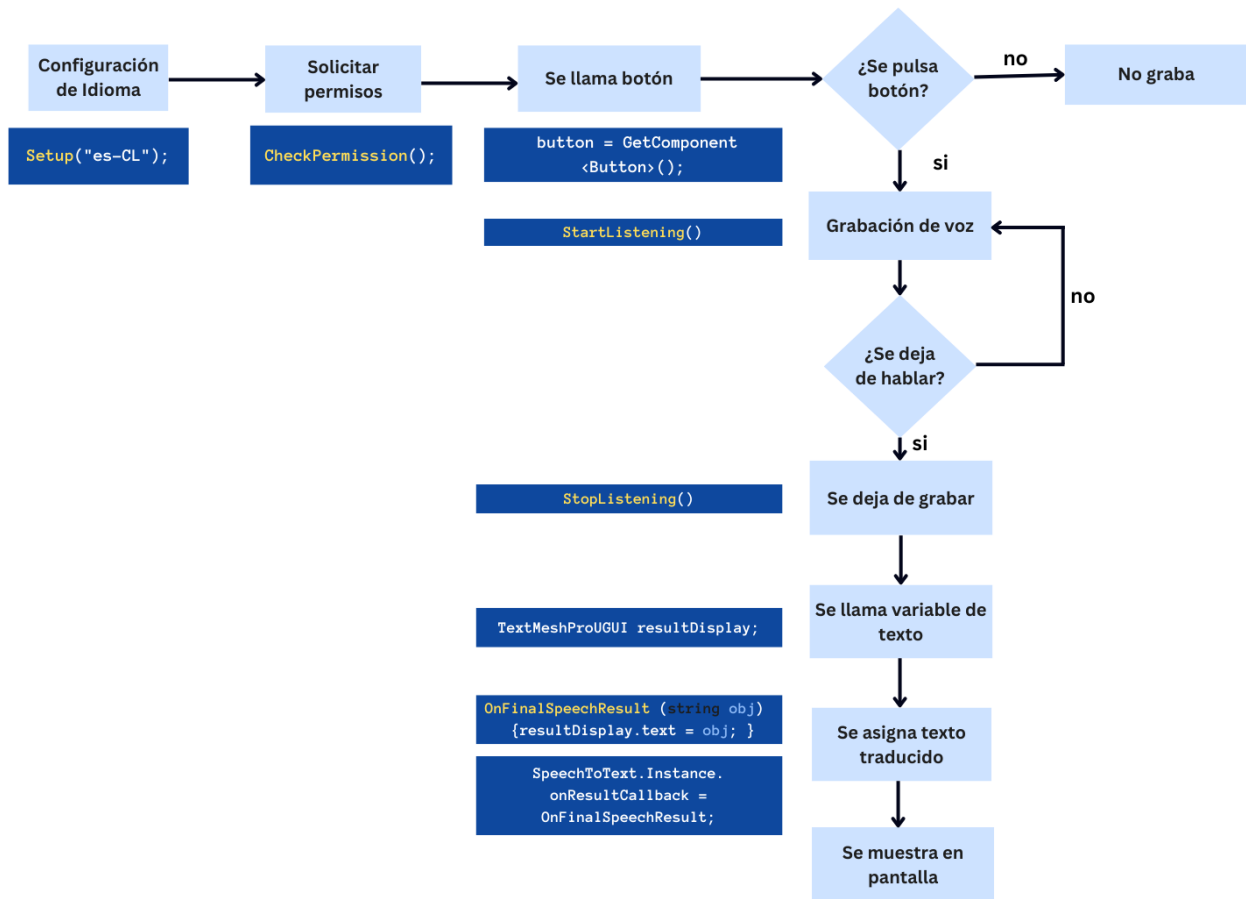 Configuración
de Idioma
Solicitar
permisos
Se llama botón
¿Se pulsa
botón?
no
No graba
Setup("es-CL");
CheckPermission();
button = GetComponent
<Button>();
si
StartListening()
Grabación de voz
no
¿Se deja
de hablar?
si
StopListening()
Se deja de grabar
TextMeshProUGUI resultDisplay;
Se llama variable de
texto
OnFinalSpeechResult (string obj)
{resultDisplay.text = obj; }
Se asigna texto
traducido
SpeechToText.Instance.
onResultCallback =
OnFinalSpeechResult;
Se muestra en
pantalla